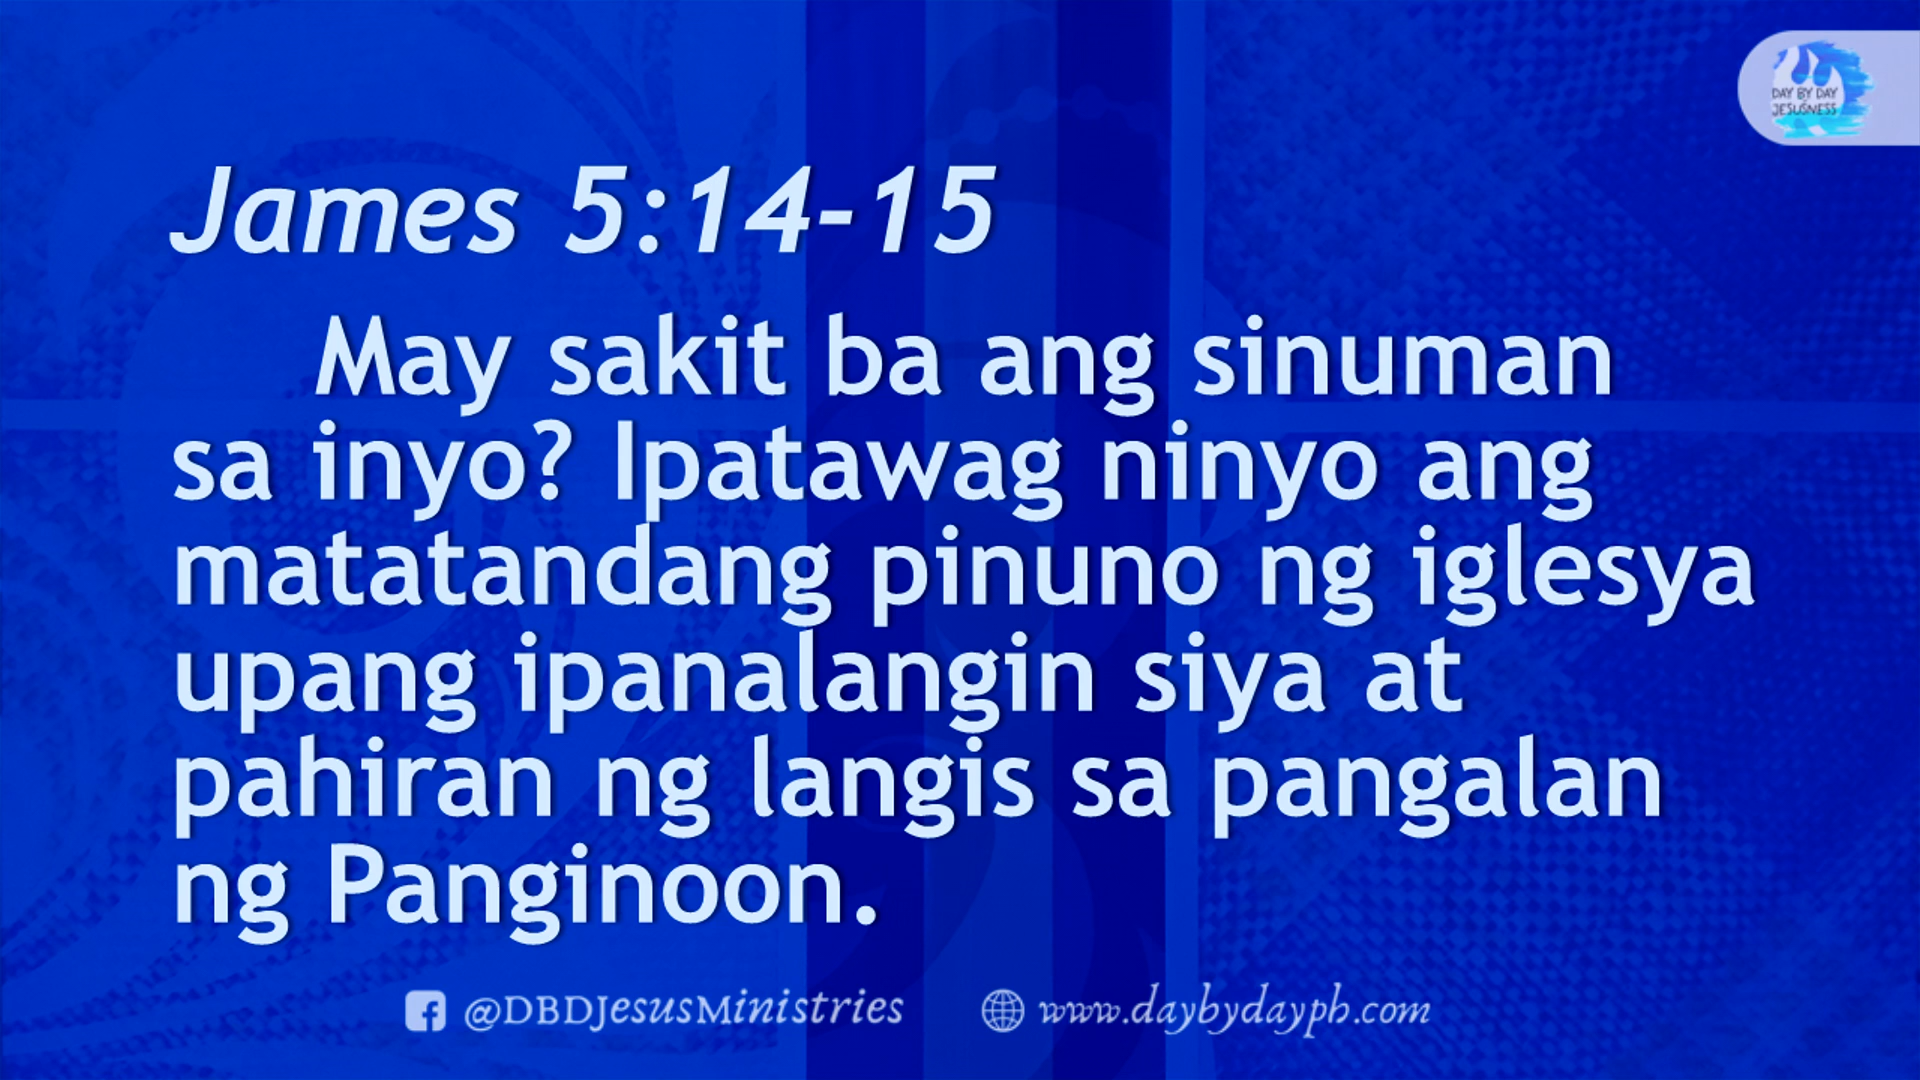 DAY BY DAY
JESUSNESS
James 5:14-15
May sakit ba ang sinuman
sa inyo? Ipatawag ninyo ang
matatandang pinuno ng iglesya
upang ipanalangin siya at
pahiran ng langis sa pangalan
ng Panginoon.
@DBDJesusMinistries
www.daybydayph.com